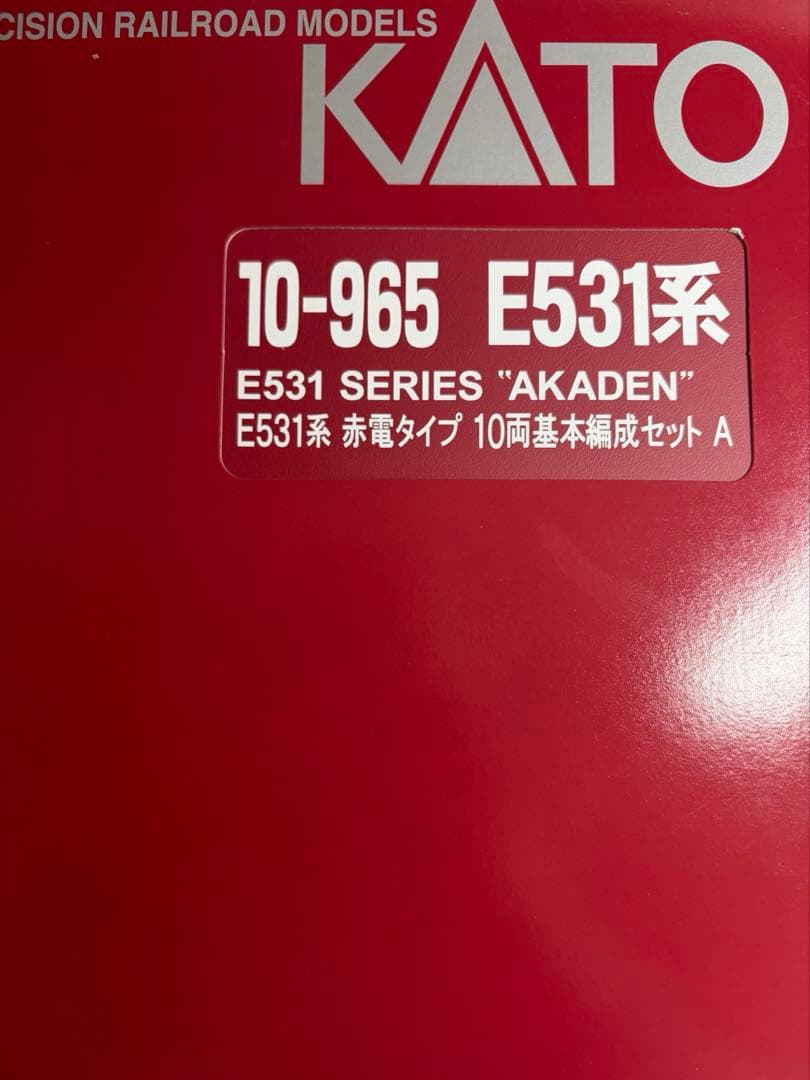 CISION RAILROAD MODELS
KATO
10-965 E531系
E531 SERIES "AKADEN"
E531系 赤電タイプ 10両基本編成セット A